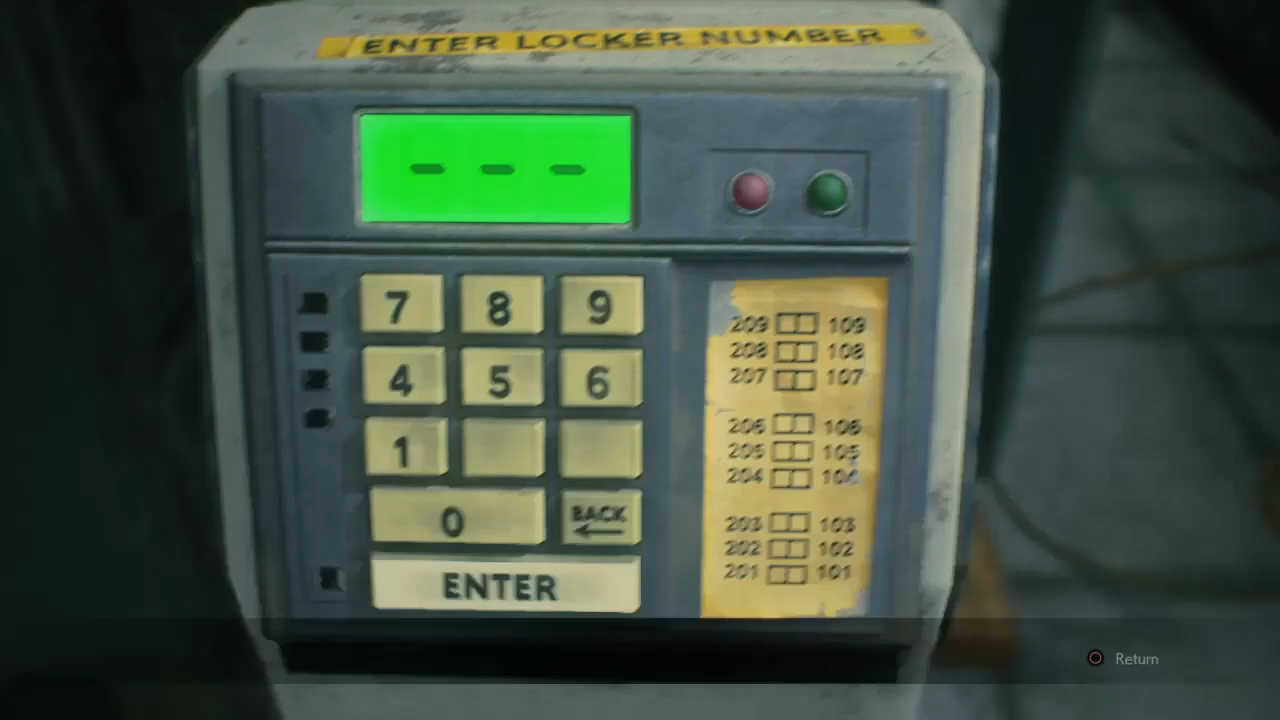 ENTER LOCKER NUMBER
- - -
7 8 9
4 5 6
1
0 BACK
ENTER
209 109
208 108
207 107
206 106
205 105
204 104
203 103
202 102
201 101
Return